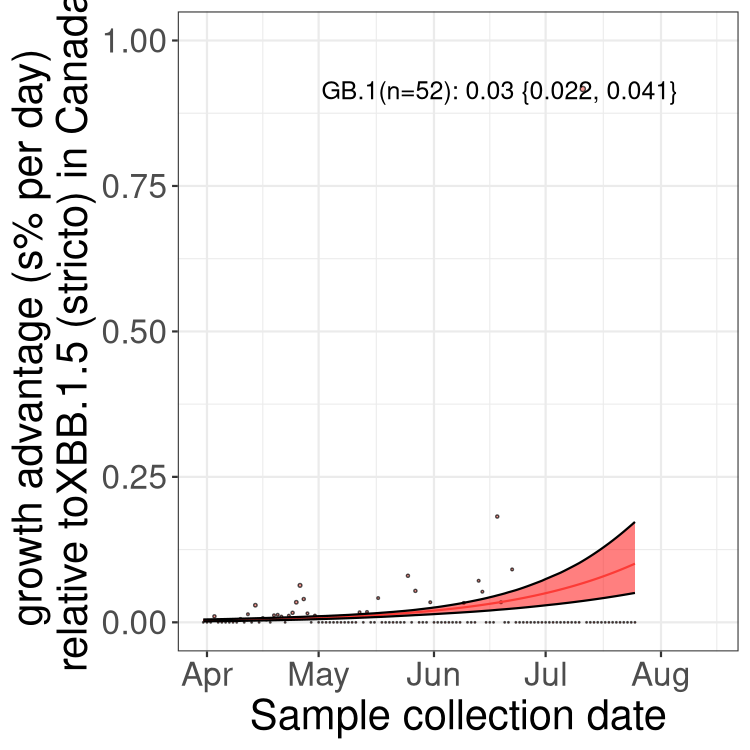 growth advantage (s% per day)
relative toXBB.1.5 (stricto) in Canada
1.00
0.75
0.50
0.25
0.00
GB.1(n=52): 0.03 {0.022, 0.041}
Apr May Jun Jul Aug
Sample collection date